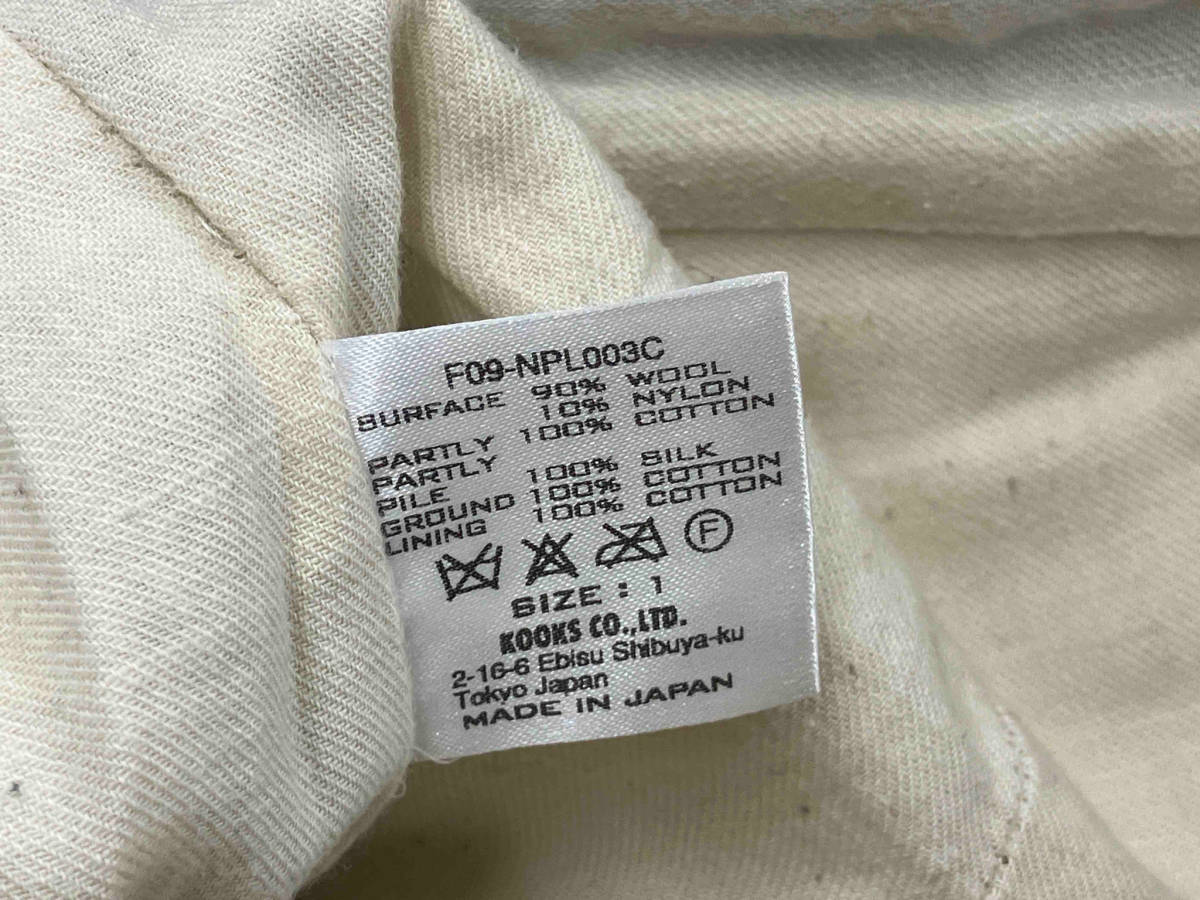 F09-NPL003C
SURFACE 90% WOOL
10% NYLON
PARTLY 100% COTTON
PARTLY
PILE 100% SILK
GROUND 100% COTTON
LINING 100% COTTON
F
SIZE : 1
KOOKS CO.,LTD.
2-16-6 Ebisu Shibuya-ku
Tokyo Japan
MADE IN JAPAN